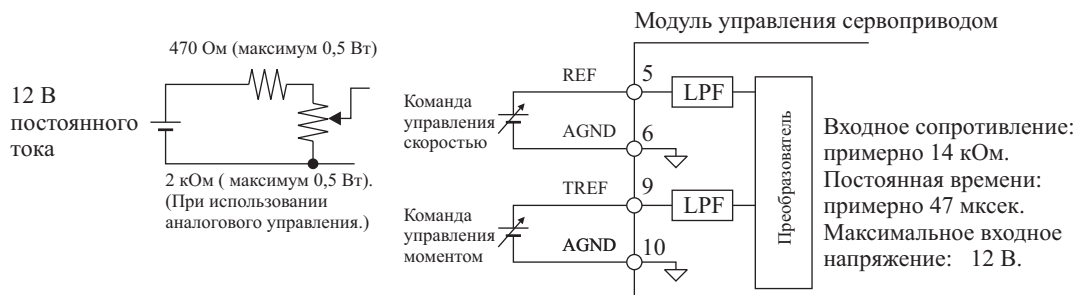 Модуль управления сервоприводом
470 Ом (максимум 0,5 Вт)
12 В
постоянного
тока
2 кОм ( максимум 0,5 Вт).
(При использовании
аналогового управления.)
Команда
управления
скоростью
REF
5
LPF
AGND
6
Команда
управления
моментом
TREF
9
LPF
AGND
10
Преобразователь
Входное сопротивление:
примерно 14 кОм.
Постоянная времени:
примерно 47 мксек.
Максимальное входное
напряжение: 12 В.